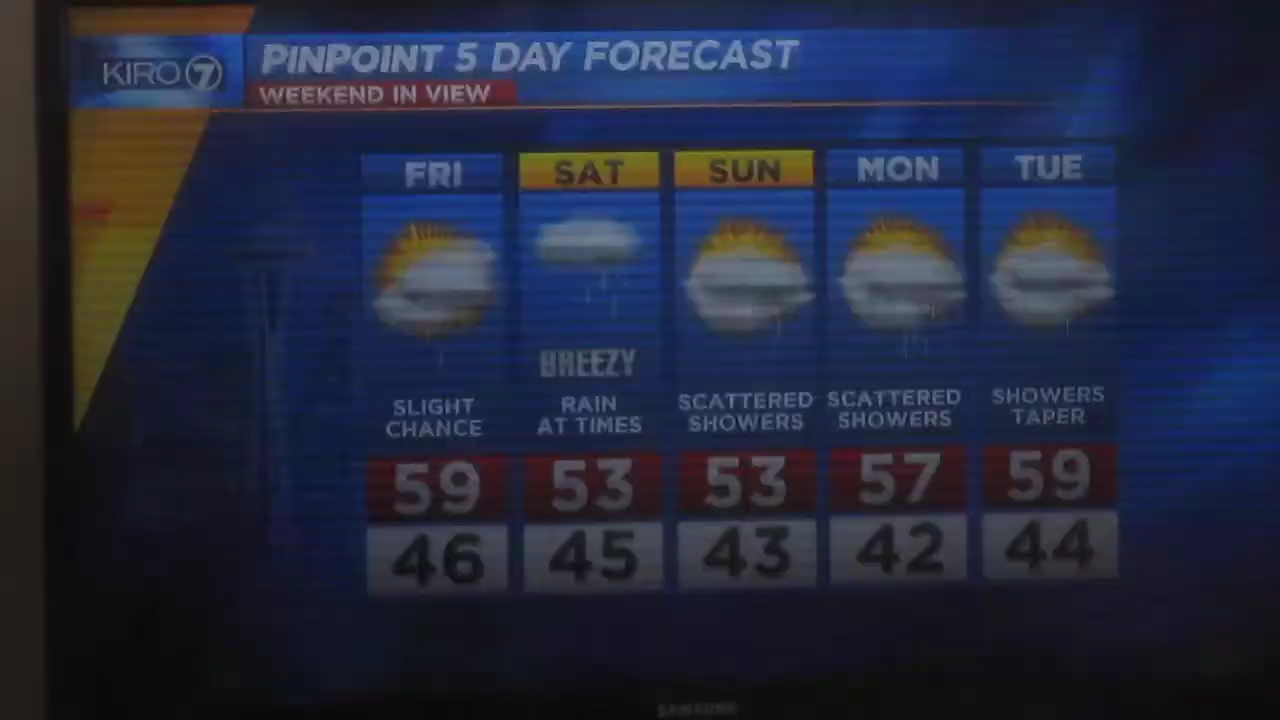 KIRO 7
PINPOINT 5 DAY FORECAST
WEEKEND IN VIEW
FRI SAT SUN MON TUE
BREEZY
SLIGHT CHANCE
RAIN AT TIMES
SCATTERED SHOWERS
SCATTERED SHOWERS
SHOWERS TAPER
59 53 53 57 59
46 45 43 42 44
SAMSUNG